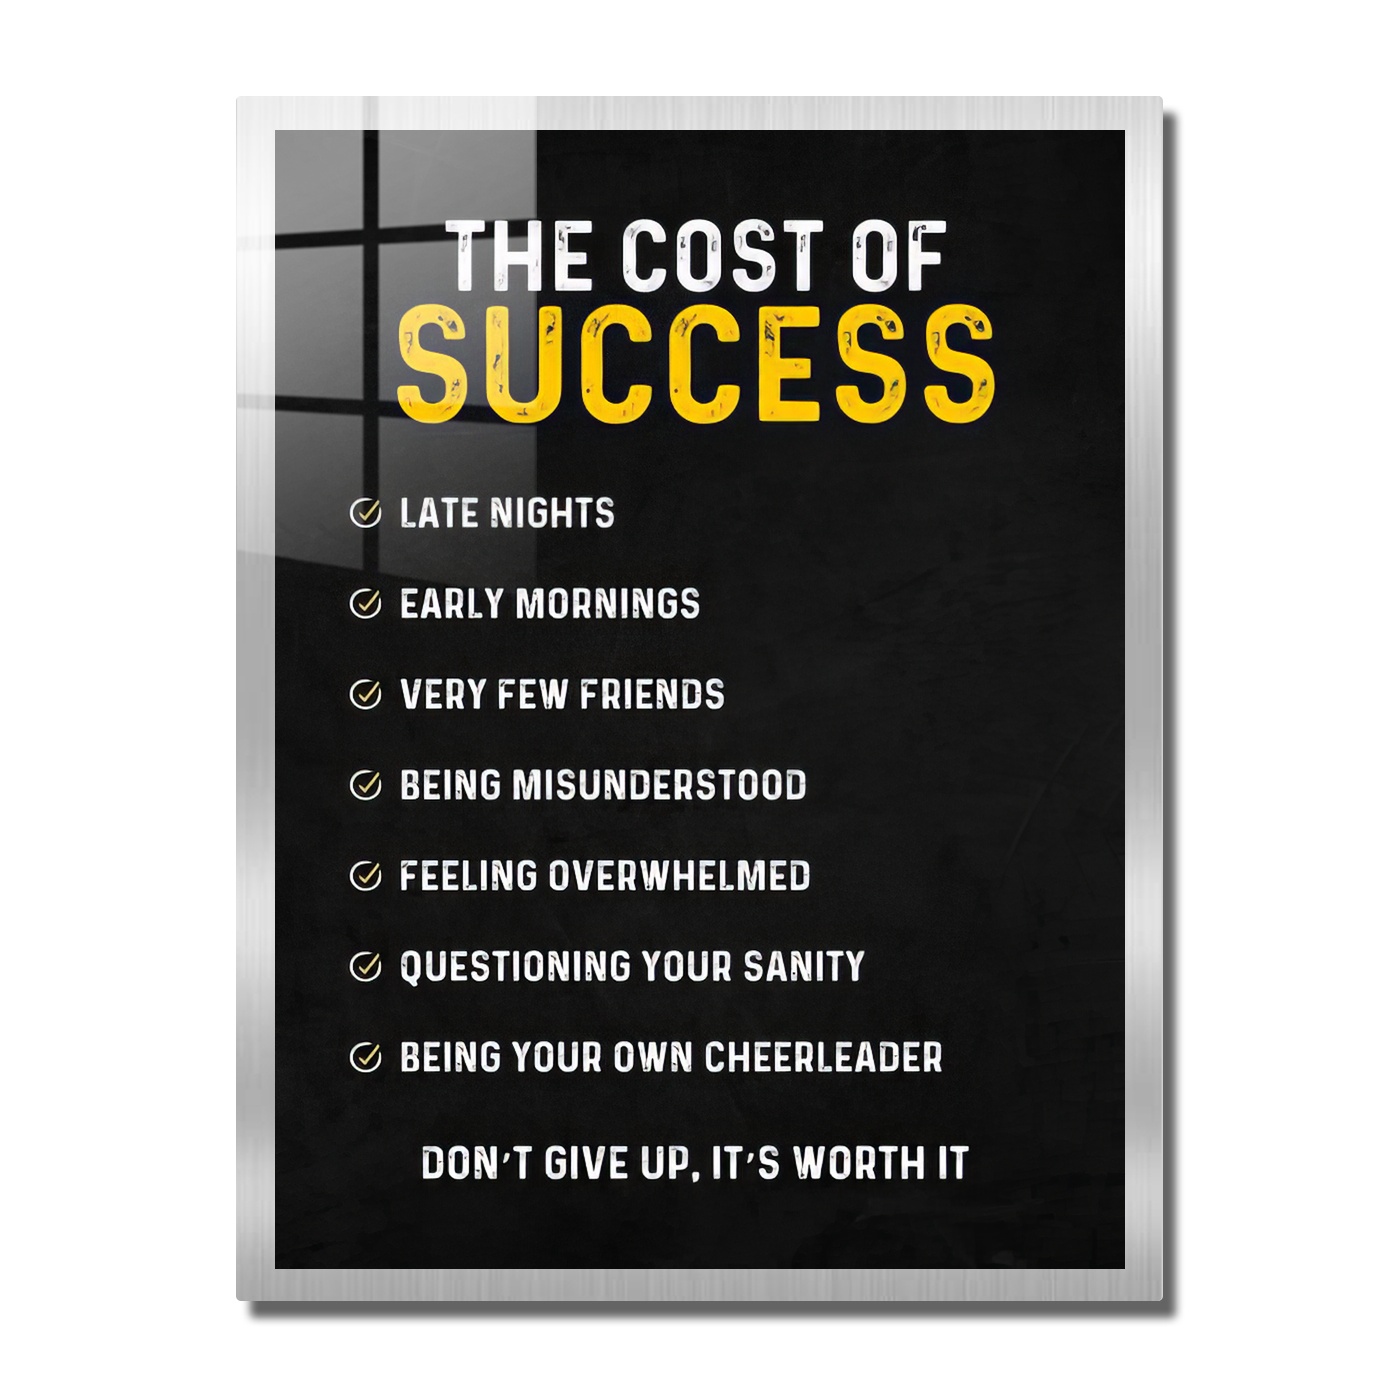 THE COST OF
SUCCESS
LATE NIGHTS
EARLY MORNINGS
VERY FEW FRIENDS
BEING MISUNDERSTOOD
FEELING OVERWHELMED
QUESTIONING YOUR SANITY
BEING YOUR OWN CHEERLEADER
DON'T GIVE UP, IT'S WORTH IT